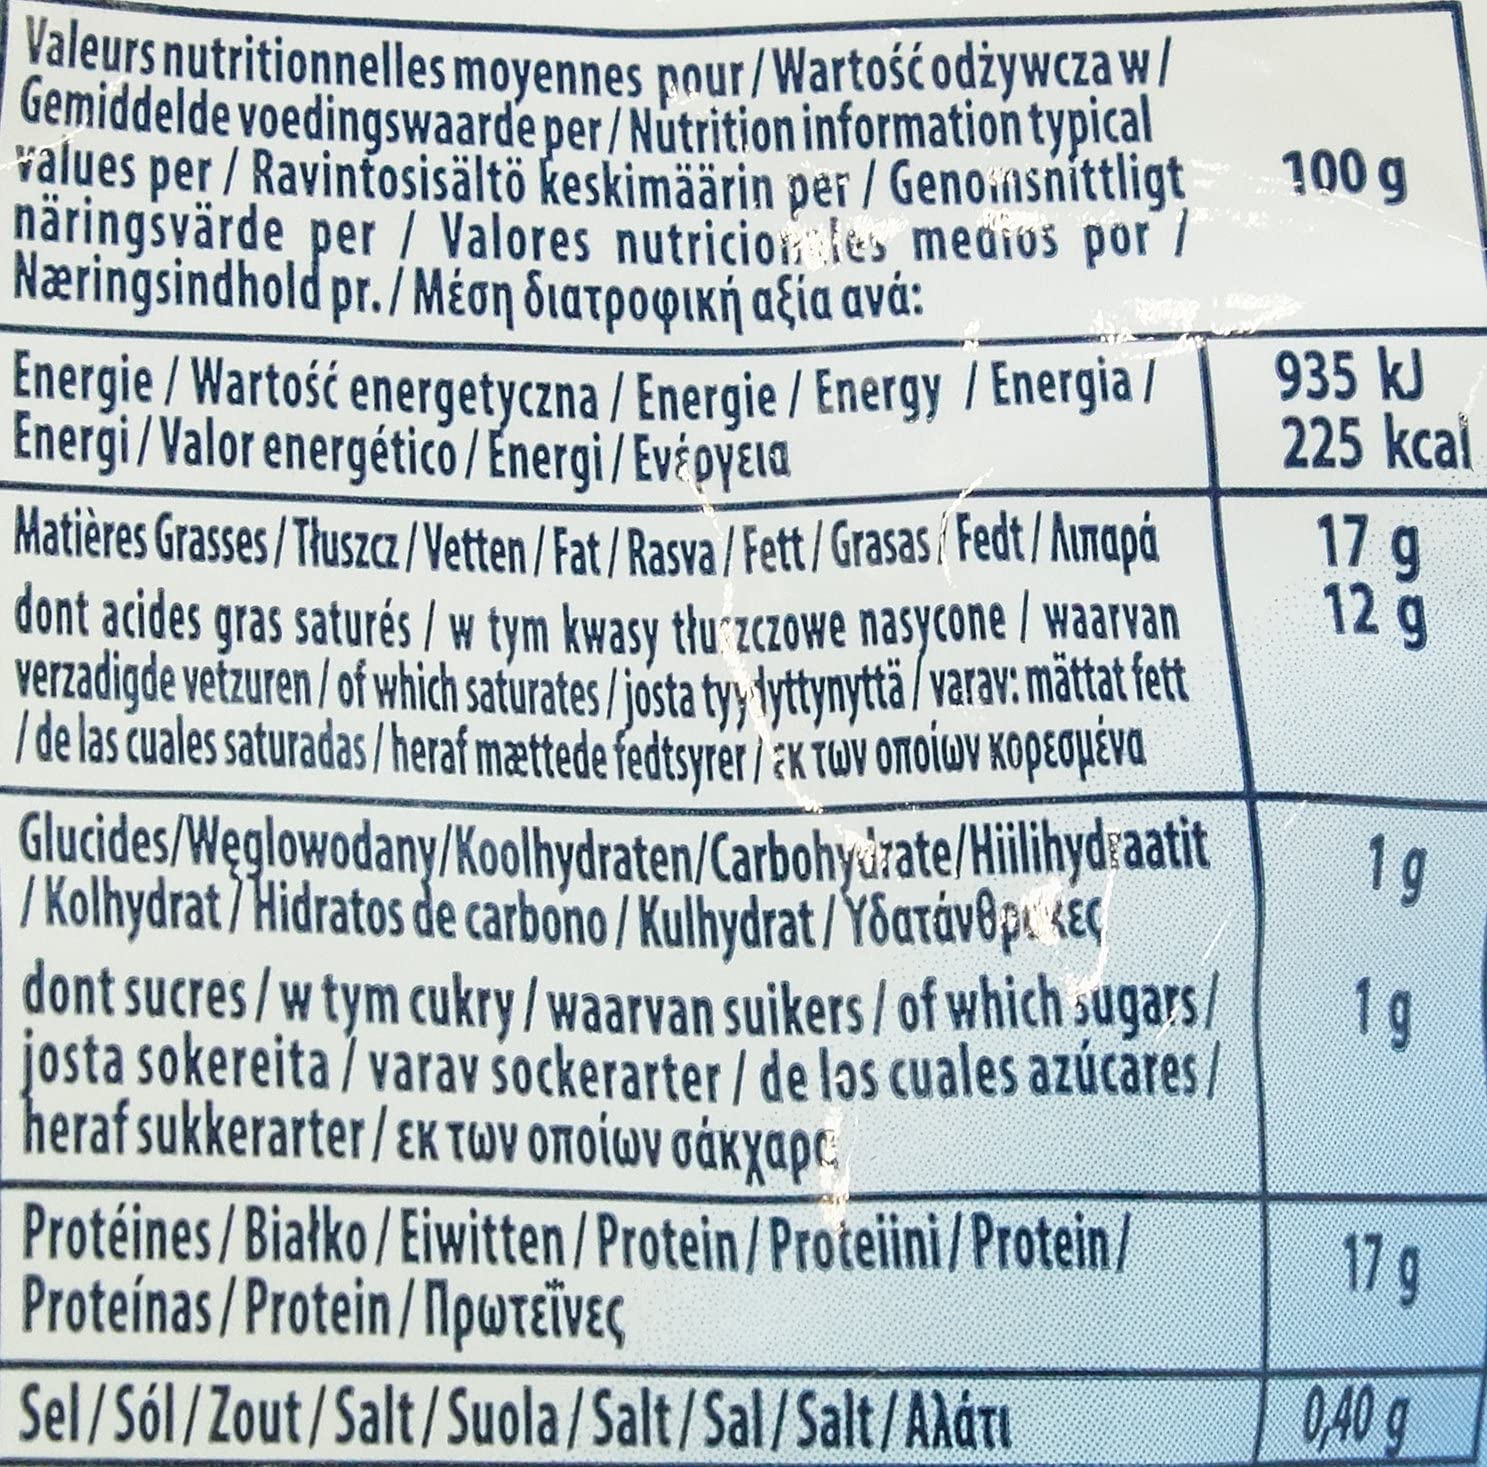 Valeurs nutritionnelles moyennes pour / Wartość odżywcza w /
Gemiddelde voedingswaarde per / Nutrition information typical
values per / Ravintosisältö keskimäärin per / Genomsnittligt
näringsvärde per / Valores nutricionales medios por /
Næringsindhold pr. / Μέση διατροφική αξία ανά:
100 g
Energie / Wartość energetyczna / Energie / Energy / Energia /
Energi / Valor energético / Energi / Ενέργεια
935 kJ
225 kcal
Matières Grasses / Tłuszcz / Vetten / Fat / Rasva / Fett / Grasas / Fedt / Λιπαρά
17 g
dont acides gras saturés / w tym kwasy tłuszczowe nasycone / waarvan
verzadigde vetzuren / of which saturates / josta tyydyttynyttä / varav: mättat fett
/ de las cuales saturadas / heraf mættede fedtsyrer / εκ των οποίων κορεσμένα
12 g
Glucides/Węglowodany/Koolhydraten/Carbohydrate/Hiilihydraatit
/ Kolhydrat / Hidratos de carbono / Kulhydrat / Υδατάνθρακες
1 g
dont sucres / w tym cukry / waarvan suikers / of which sugars /
josta sokereita / varav sockerarter / de los cuales azúcares /
heraf sukkerarter / εκ των οποίων σάκχαρα
1 g
Protéines / Białko / Eiwitten / Protein / Proteiini / Protein /
Proteínas / Protein / Πρωτεΐνες
17 g
Sel / Sól / Zout / Salt / Suola / Salt / Sal / Salt / Αλάτι
0,40 g